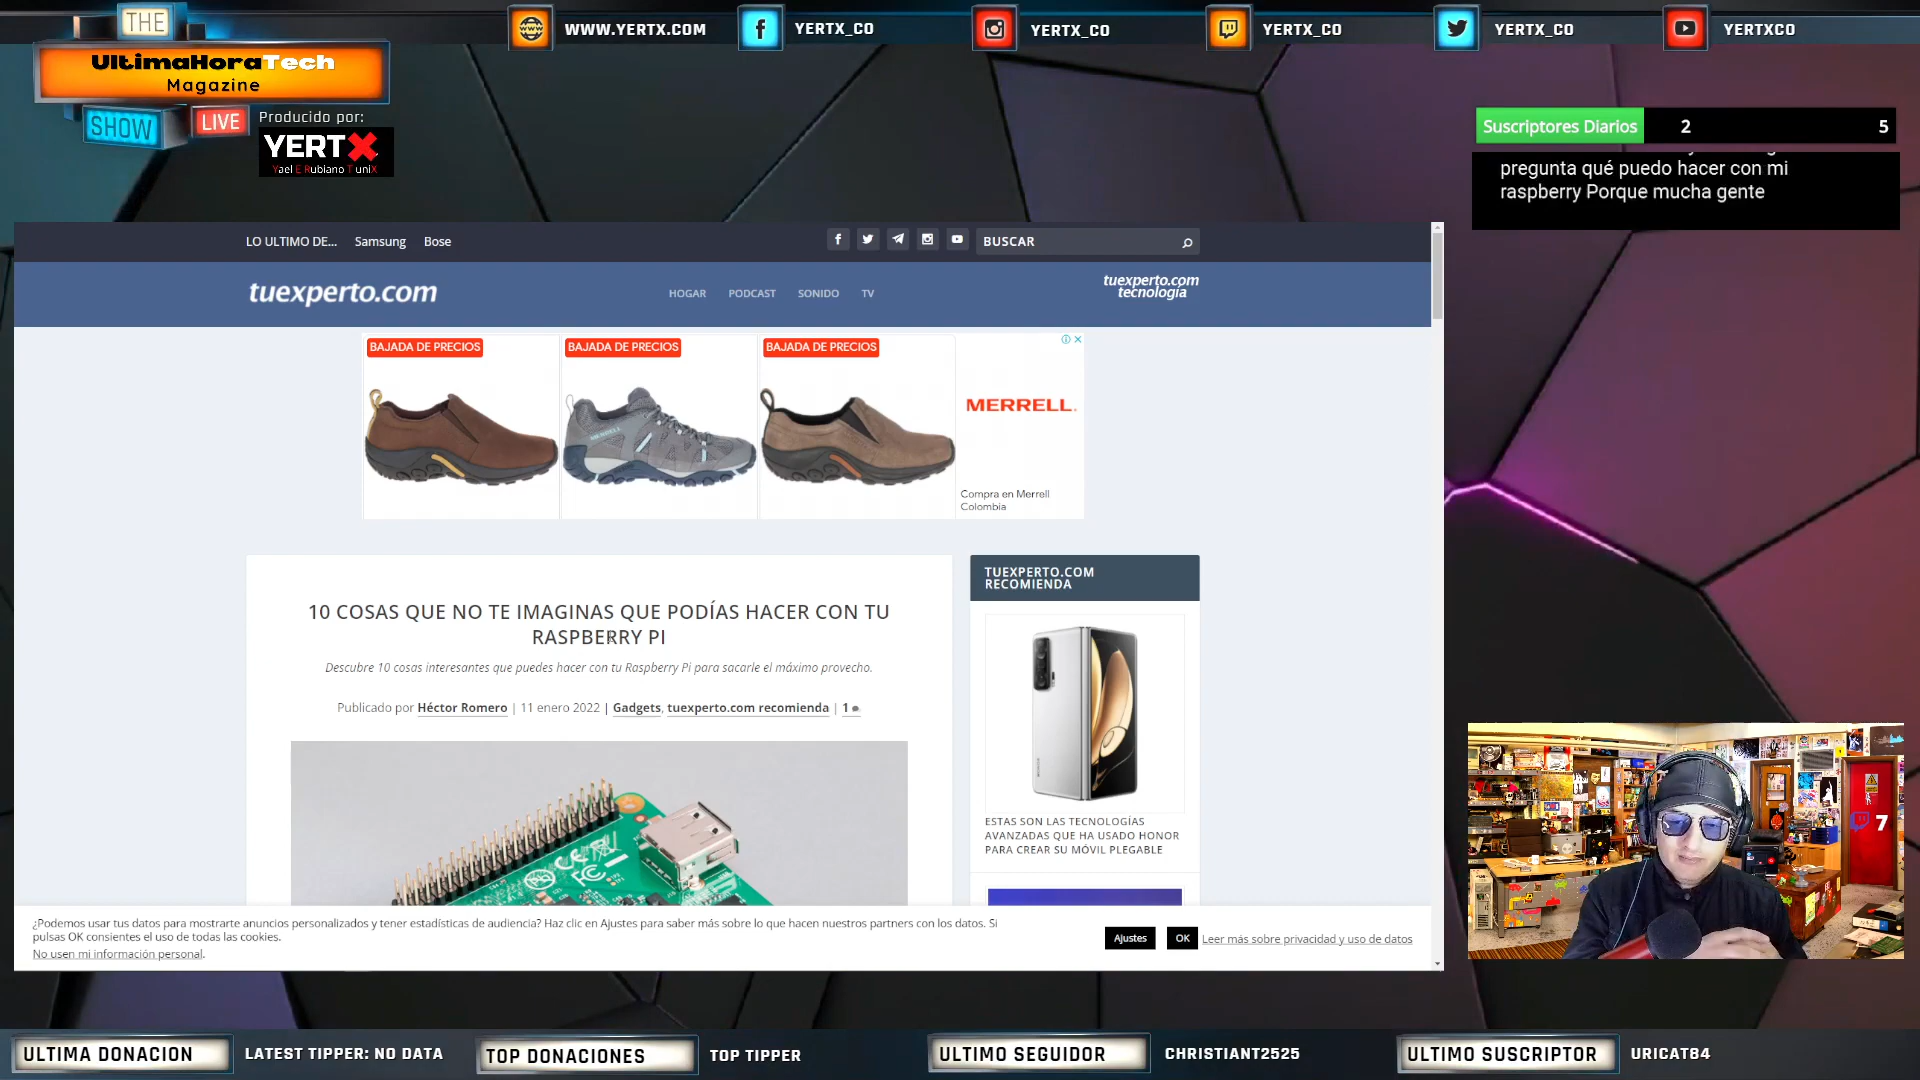 THE
UltimaHoraTech
Magazine
SHOW
LIVE
Producido por:
YERTX
Yael E Rubiano T uniX
WWW.YERTX.COM
YERTX_CO
YERTX_CO
YERTX_CO
YERTX_CO
YERTXCO
Suscriptores Diarios 2 5
pregunta qué puedo hacer con mi
raspberry Porque mucha gente
LO ULTIMO DE... Samsung Bose
BUSCAR
tuexperto.com
HOGAR PODCAST SONIDO TV
tuexperto.com
tecnología
BAJADA DE PRECIOS
BAJADA DE PRECIOS
BAJADA DE PRECIOS
MERRELL.
Compra en Merrell
Colombia
10 COSAS QUE NO TE IMAGINAS QUE PODÍAS HACER CON TU
RASPBERRY PI
Descubre 10 cosas interesantes que puedes hacer con tu Raspberry Pi para sacarle el máximo provecho.
Publicado por Héctor Romero | 11 enero 2022 | Gadgets, tuexperto.com recomienda | 1
TUEXPERTO.COM
RECOMIENDA
HONOR
ESTAS SON LAS TECNOLOGÍAS
AVANZADAS QUE HA USADO HONOR
PARA CREAR SU MÓVIL PLEGABLE
¿Podemos usar tus datos para mostrarte anuncios personalizados y tener estadísticas de audiencia? Haz clic en Ajustes para saber más sobre lo que hacen nuestros partners con los datos. Si
pulsas OK consientes el uso de todas las cookies.
No usen mi información personal.
Ajustes
OK
Leer más sobre privacidad y uso de datos
7
ULTIMA DONACION
LATEST TIPPER: NO DATA
TOP DONACIONES
TOP TIPPER
ULTIMO SEGUIDOR
CHRISTIANT2525
ULTIMO SUSCRIPTOR
URICAT84